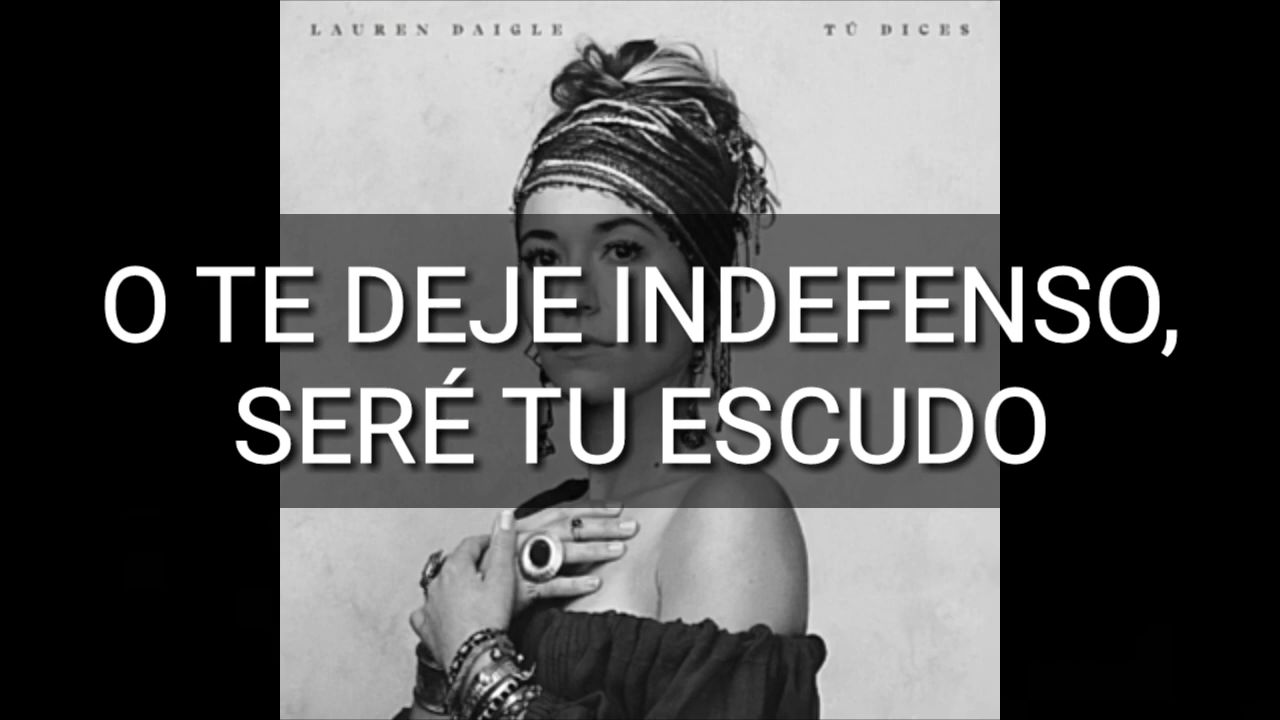 LAUREN DAIGLE TÚ DICES
O TE DEJE INDEFENSO,
SERÉ TU ESCUDO